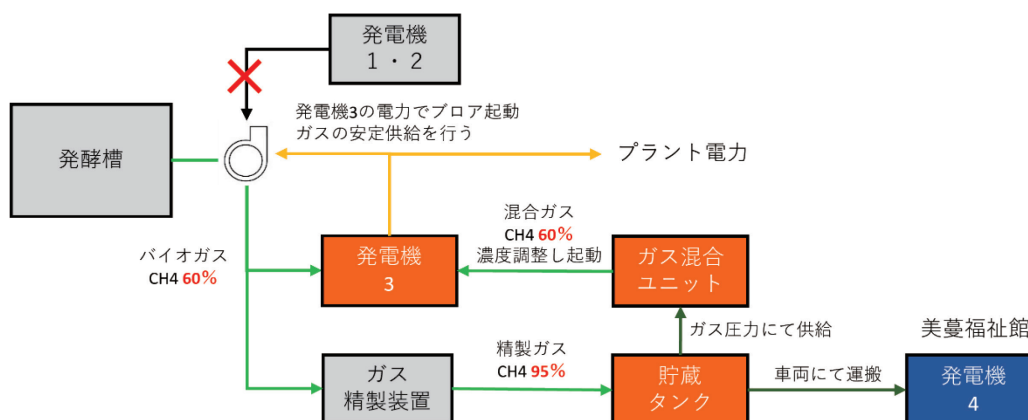 発電機
1・2
発電機3の電力でブロア起動
ガスの安定供給を行う
発酵槽
プラント電力
混合ガス
CH4 60%
濃度調整し起動
バイオガス
CH4 60%
発電機
3
ガス混合
ユニット
ガス圧力にて供給
美蔓福祉館
精製ガス
CH4 95%
ガス
精製装置
貯蔵
タンク
車両にて運搬
発電機
4